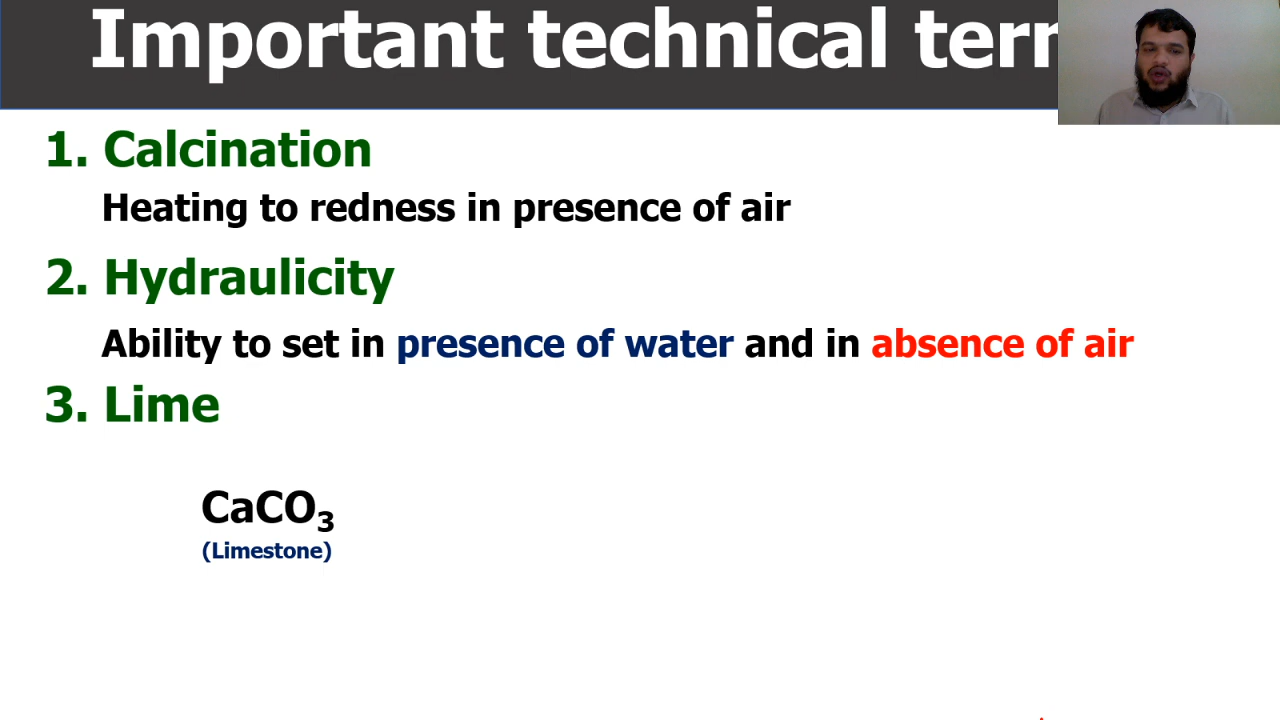 Important technical
1. Calcination
Heating to redness in presence of air
2. Hydraulicity
Ability to set in presence of water and in absence of air
3. Lime
CaCO₃
(Limestone)